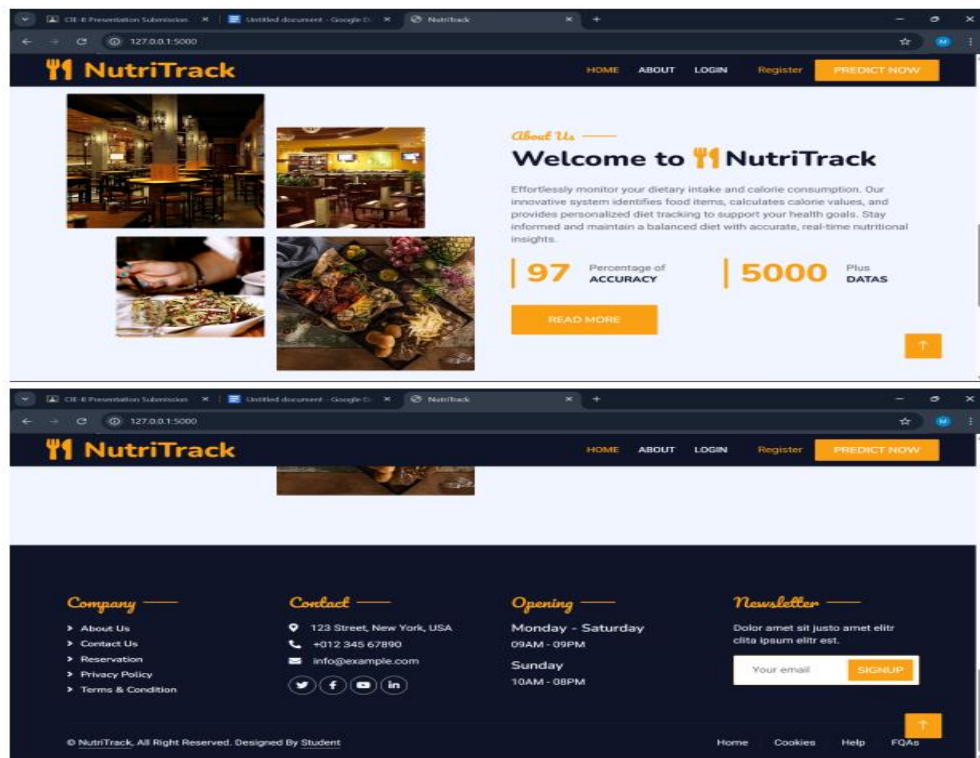 CIE-II Presentation Submission
Untitled document - Google D
NutriTrack
127.0.0.1:5000
NutriTrack
HOME ABOUT LOGIN Register PREDICT NOW
About Us
Welcome to NutriTrack
Effortlessly monitor your dietary intake and calorie consumption. Our
innovative system identifies food items, calculates calorie values, and
provides personalized diet tracking to support your health goals. Stay
informed and maintain a balanced diet with accurate, real-time nutritional
insights.
97 Percentage of ACCURACY
5000 Plus DATAS
READ MORE
CIE-II Presentation Submission
Untitled document - Google D
NutriTrack
127.0.0.1:5000
NutriTrack
HOME ABOUT LOGIN Register PREDICT NOW
Company
About Us
Contact Us
Reservation
Privacy Policy
Terms & Condition
Contact
123 Street, New York, USA
+012 345 67890
info@example.com
Opening
Monday - Saturday
09AM - 09PM
Sunday
10AM - 08PM
Newsletter
Dolor amet sit justo amet elitr
clita ipsum elitr est.
Your email SIGNUP
© NutriTrack, All Right Reserved. Designed By Student
Home Cookies Help FQAs